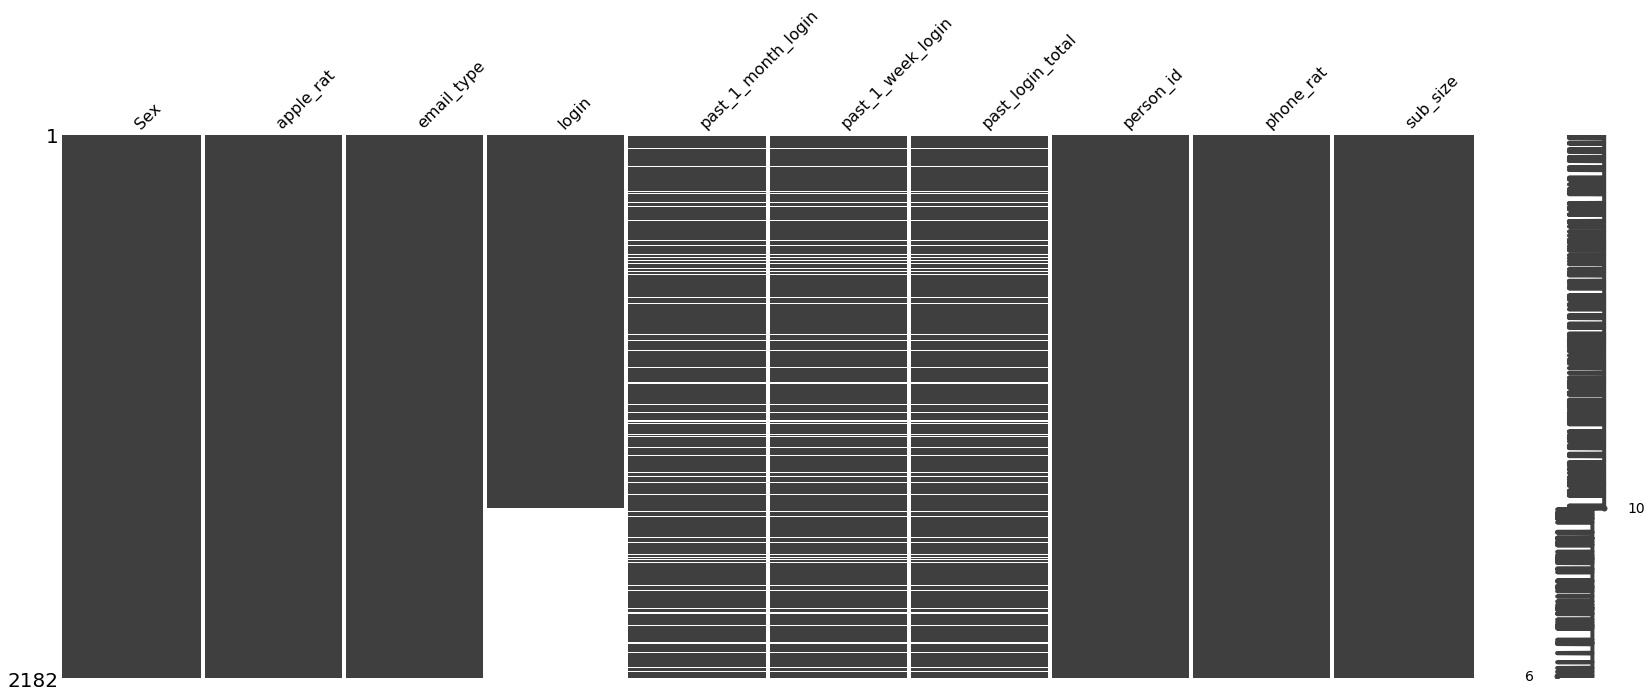 Sex
apple_rat
email_type
login
past_1_month_login
past_1_week_login
past_login_total
person_id
phone_rat
sub_size
1
10
6
2182